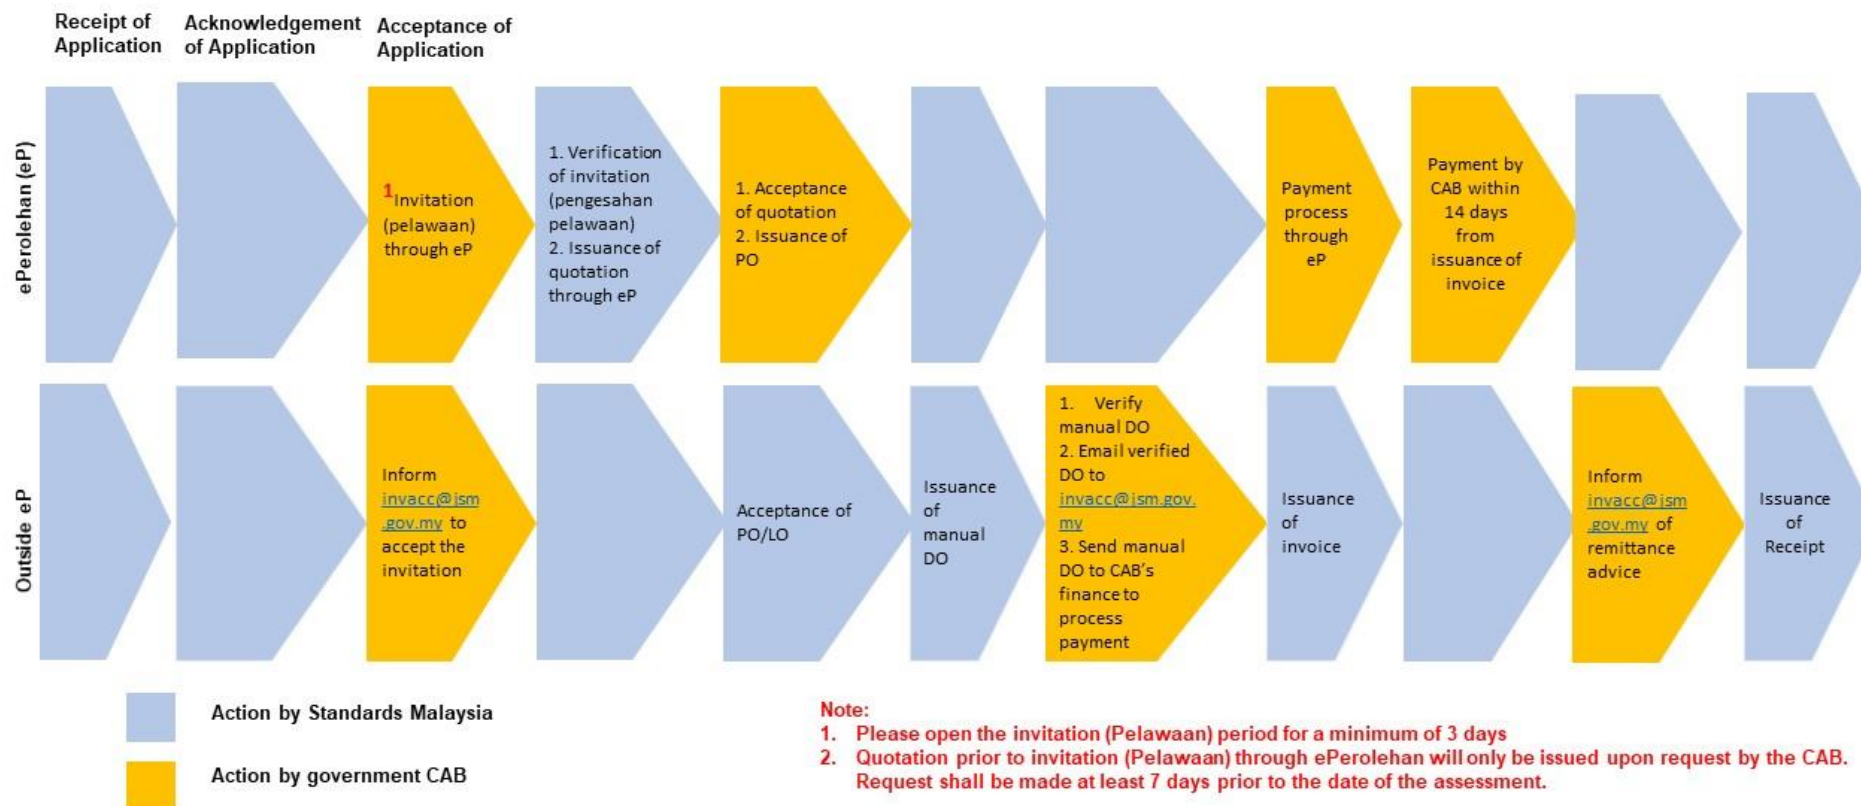 Receipt of
Application
Acknowledgement
of Application
Acceptance of
Application
ePerolehan (eP)
1Invitation
(pelawaan)
through eP
1. Verification
of invitation
(pengesahan
pelawaan)
2. Issuance of
quotation
through eP
1. Acceptance
of quotation
2. Issuance of
PO
Payment
process
through
eP
Payment by
CAB within
14 days
from
issuance of
invoice
Outside eP
Inform
invacc@jsm
.gov.my to
accept the
invitation
Acceptance of
PO/LO
Issuance
of
manual
DO
1. Verify
manual DO
2. Email verified
DO to
invacc@jsm.gov.
my
3. Send manual
DO to CAB's
finance to
process
payment
Issuance
of
invoice
Inform
invacc@jsm
.gov.my of
remittance
advice
Issuance
of
Receipt
Action by Standards Malaysia
Action by government CAB
Note:
1. Please open the invitation (Pelawaan) period for a minimum of 3 days
2. Quotation prior to invitation (Pelawaan) through ePerolehan will only be issued upon request by the CAB.
Request shall be made at least 7 days prior to the date of the assessment.